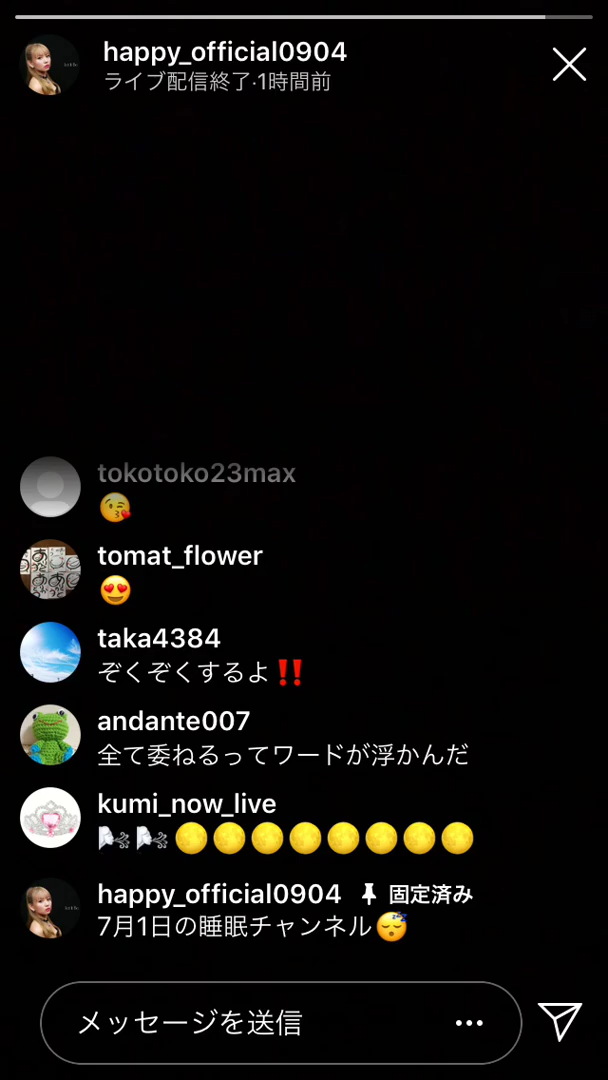 happy_official0904
ライブ配信終了·1時間前
tokotoko23max
😘
tomat_flower
😍
taka4384
ぞくぞくするよ‼️
andante007
全て委ねるってワードが浮かんだ
kumi_now_live
🌬🌬🌕🌕🌕🌕🌕🌕🌕🌕
happy_official0904 📌 固定済み
7月1日の睡眠チャンネル😴
メッセージを送信